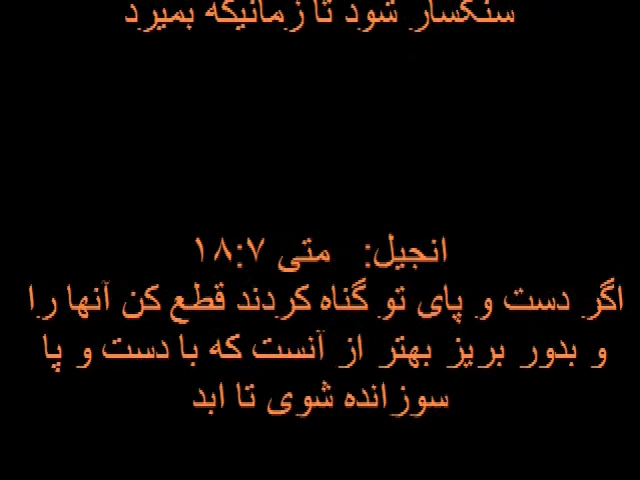 سنگسار شود تا زمانیکه بمیرد
انجیل: متی ۱۸:۷
اگر دست و پای تو گناه کردند قطع کن آنها را
و بدور بریز بهتر از آنست که با دست و پا
سوزانده شوی تا ابد